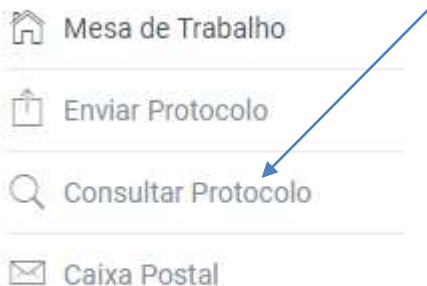 Mesa de Trabalho
Enviar Protocolo
Consultar Protocolo
Caixa Postal